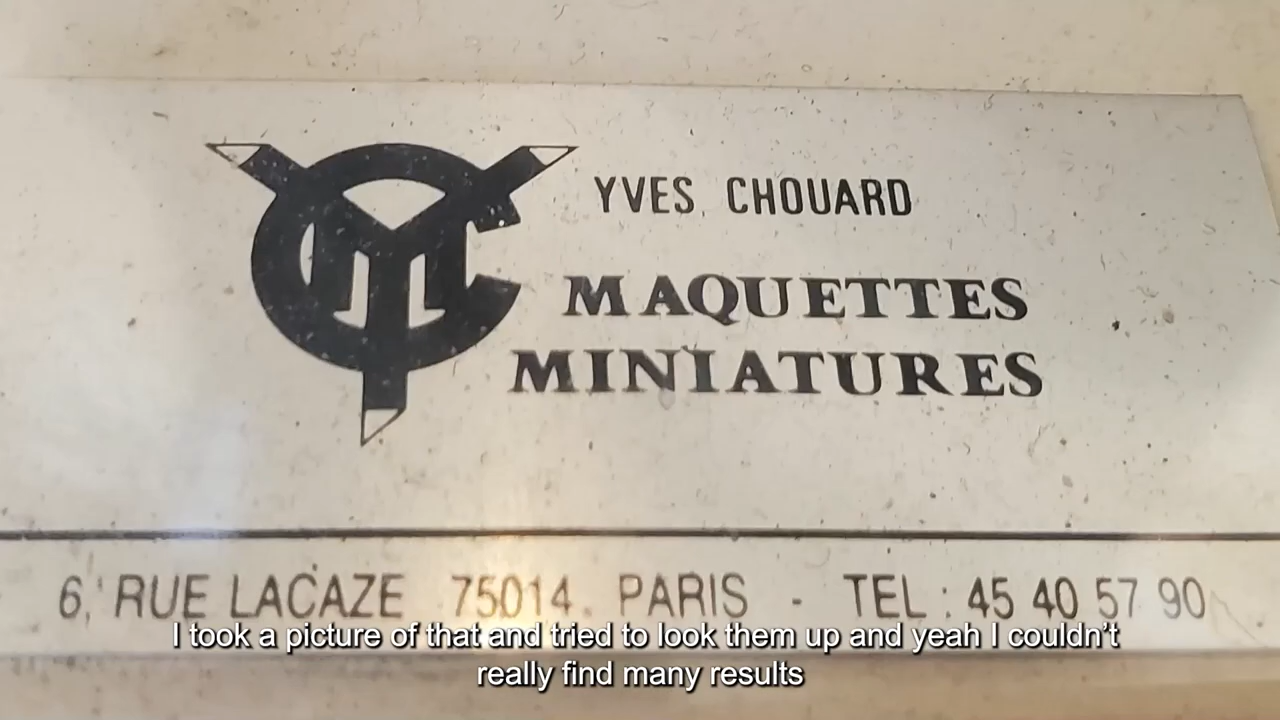 YVES CHOUARD
MAQUETTES
MINIATURES
6, RUE LACAZE 75014 PARIS - TEL : 45 40 57 90
I took a picture of that and tried to look them up and yeah I couldn't
really find many results